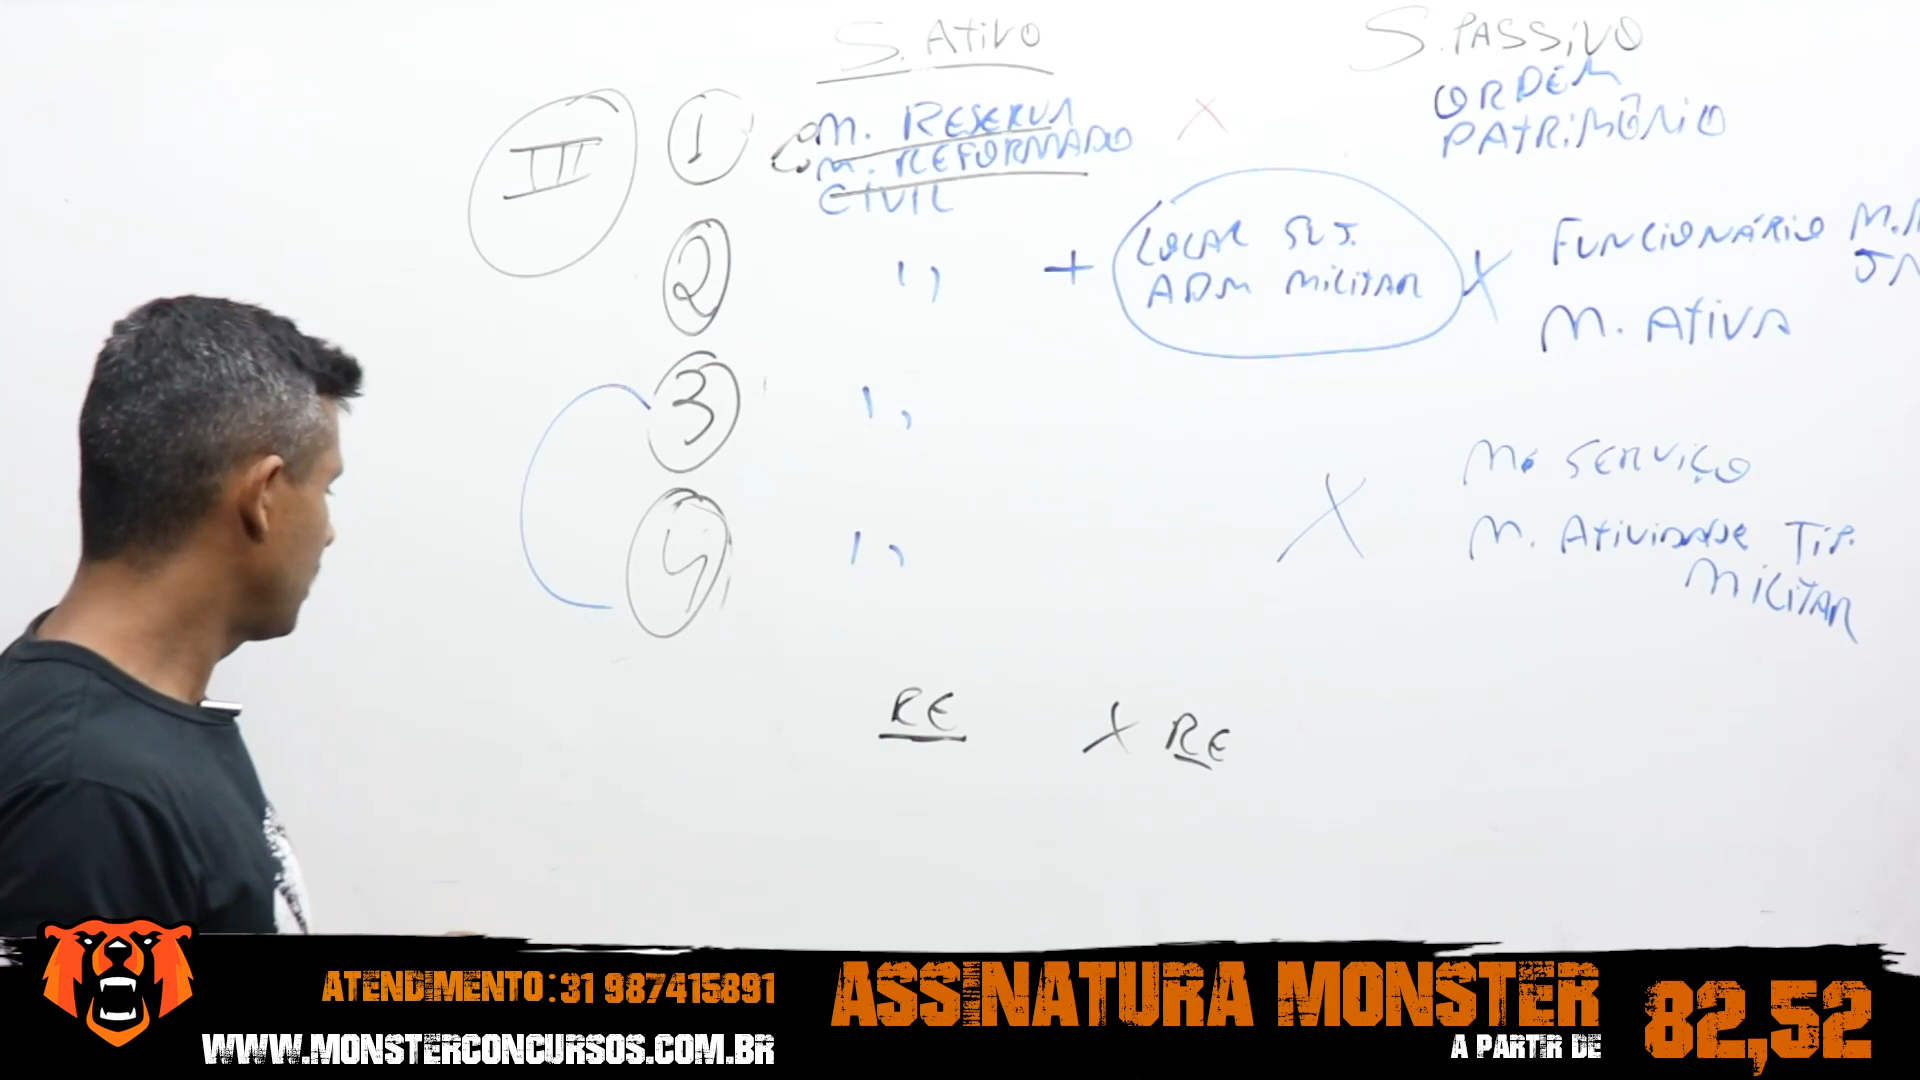 S. Ativo
S. PASSIVO
ORDEM
PATRIMÔNIO
III
1
M. RESERVA
M. REFORMADO
CIVIL
X
2
,,
+
LOCAL SUJ.
ADM MILITAR
X
FUNCIONÁRIO M.
M. Ativa
3
,,
M. SERVIÇO
4
,,
X
M. Atividade Típ.
MILITAR
RE X RE
ATENDIMENTO: 31 987415891
WWW.MONSTERCONCURSOS.COM.BR
ASSINATURA MONSTER
A PARTIR DE
82,52